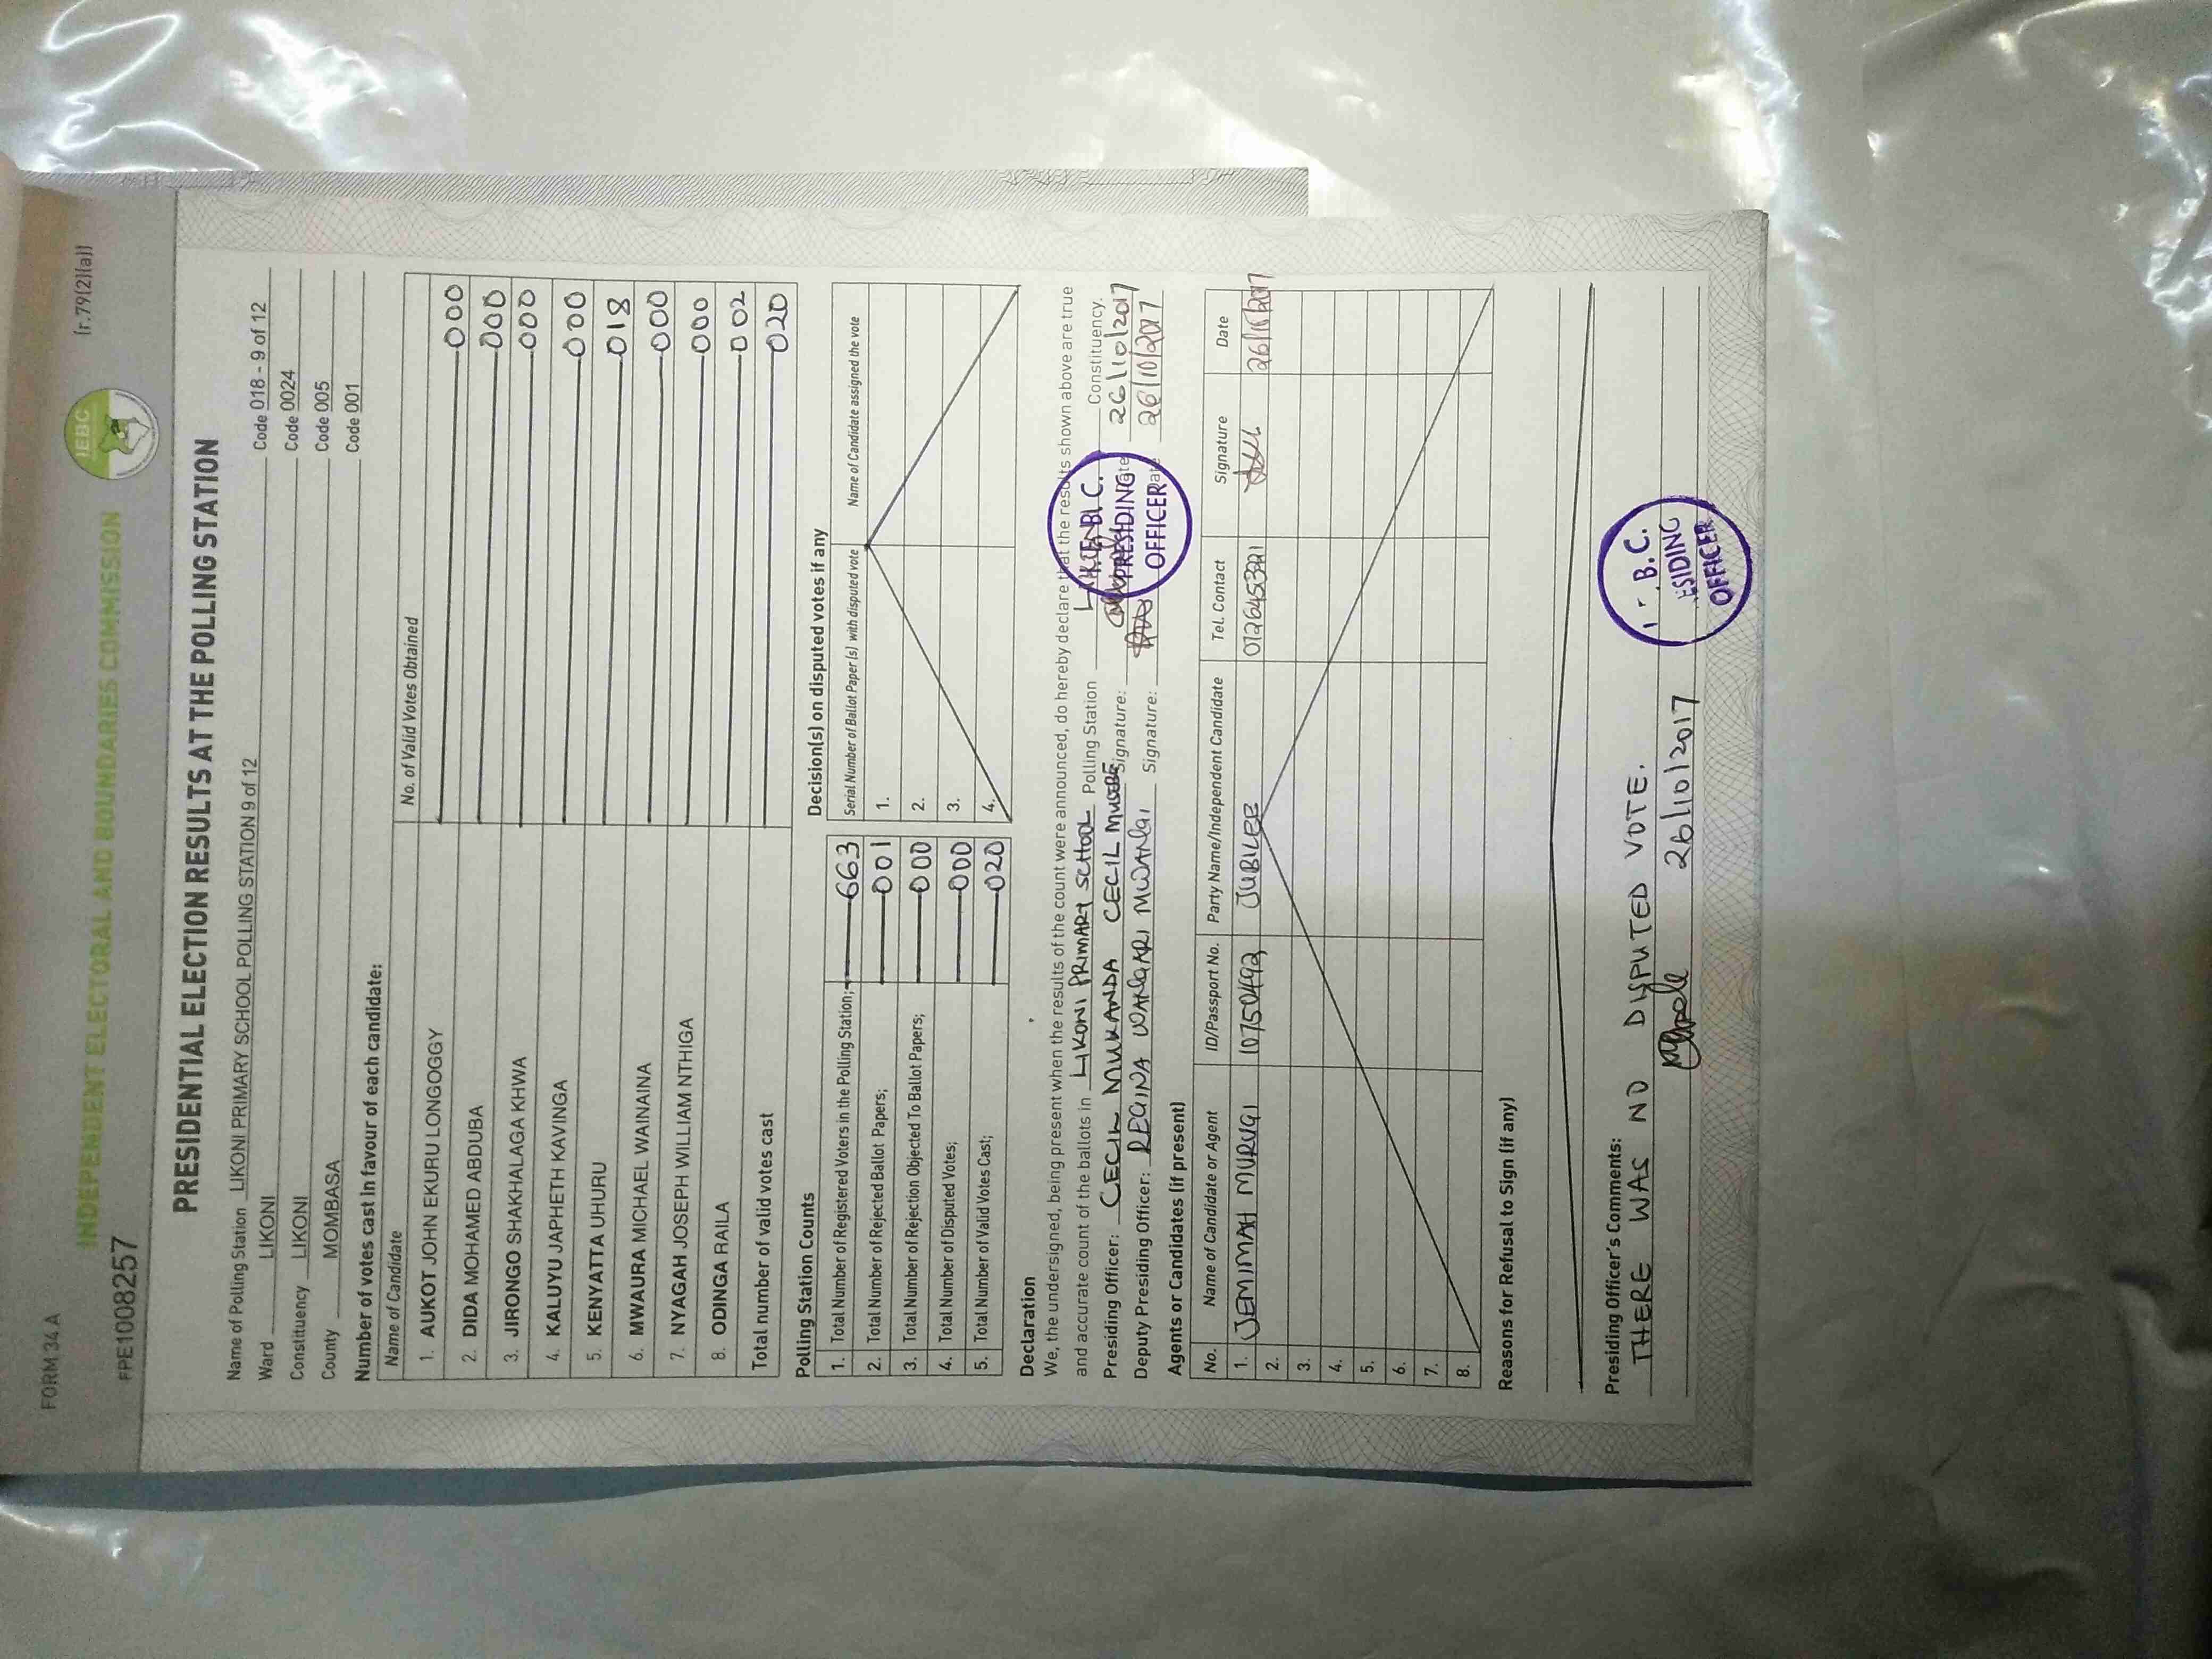 FORM 34 A
INDEPENDENT ELECTORAL AND BOUNDARIES COMMISSION
IEBC
(r.79(2)(a))
FPE1008257
PRESIDENTIAL ELECTION RESULTS AT THE POLLING STATION
Name of Polling Station LIKONI PRIMARY SCHOOL POLLING STATION 9 of 12 Code 018 - 9 of 12
Ward LIKONI Code 0024
Constituency LIKONI Code 005
County MOMBASA Code 001
Number of votes cast in favour of each candidate:
Name of Candidate No. of Valid Votes Obtained
1. AUKOT JOHN EKURU LONGOGGY 000
2. DIDA MOHAMED ABDUBA 000
3. JIRONGO SHAKHALAGA KHWA 000
4. KALUYU JAPHETH KAVINGA 000
5. KENYATTA UHURU 018
6. MWAURA MICHAEL WAINAINA 000
7. NYAGAH JOSEPH WILLIAM NTHIGA 000
8. ODINGA RAILA 002
Total number of valid votes cast 020
Polling Station Counts
1. Total Number of Registered Voters in the Polling Station; 663
2. Total Number of Rejected Ballot Papers; 001
3. Total Number of Rejection Objected To Ballot Papers; 000
4. Total Number of Disputed Votes; 000
5. Total Number of Valid Votes Cast; 020
Decision(s) on disputed votes if any
Serial Number of Ballot Paper (s) with disputed vote Name of Candidate assigned the vote
1.
2.
3.
4.
Declaration
We, the undersigned, being present when the results of the count were announced, do hereby declare that the results shown above are true
and accurate count of the ballots in LIKONI PRIMARY SCHOOL Polling Station LIKONI Constituency.
Presiding Officer: CECIL MUKANDA CECIL Signature: Date 26/10/2017
Deputy Presiding Officer: REGINA WANGARI MWANGI Signature: Date 26/10/2017
PRESIDING
OFFICER
Agents or Candidates (if present)
No. Name of Candidate or Agent ID/Passport No. Party Name/Independent Candidate Tel. Contact Signature Date
1. JEMIMAH MURUGI 10750492 JUBILEE 0726453221 26/10/2017
2.
3.
4.
5.
6.
7.
8.
Reasons for Refusal to Sign (if any)
Presiding Officer's Comments:
THERE WAS NO DISPUTED VOTE.
26/10/2017
B.C.
ESIDING
OFFICER